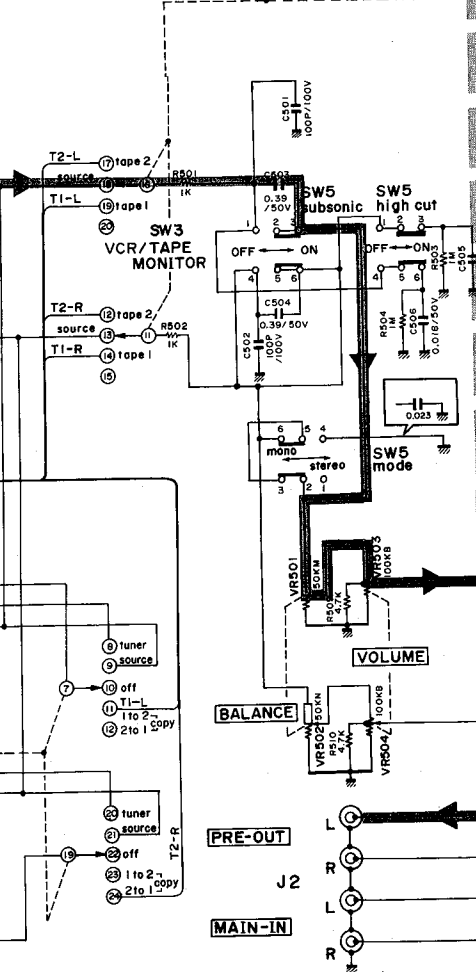 C501
100P/100V
T2-L
17
tape 2
source
18
16
R501
1K
C503
0.39
/50V
T1-L
19
tape1
20
SW3
VCR/TAPE
MONITOR
SW5
subsonic
SW5
high cut
1
2
3
1
2
3
OFF
ON
OFF
ON
4
5
6
4
5
6
R503
1M
C505
C504
0.39/50V
T2-R
12
tape 2
source
13
11
R502
1K
T1-R
14
tape1
15
C502
100P
/100V
R504
1M
C506
0.018/50V
0.023
6
5
4
mono
stereo
3
2
1
SW5
mode
VR501
50KM
R509
4.7K
VR503
100KB
VOLUME
8
tuner
source
9
7
10
off
T1-L
11
1 to 2
copy
12
2 to 1
BALANCE
VR502
50KN
R510
4.7K
VR504
100KB
20
tuner
21
source
19
22
off
23
1 to 2
copy
2 to 1
24
T2-R
PRE-OUT
L
R
J2
L
MAIN-IN
R